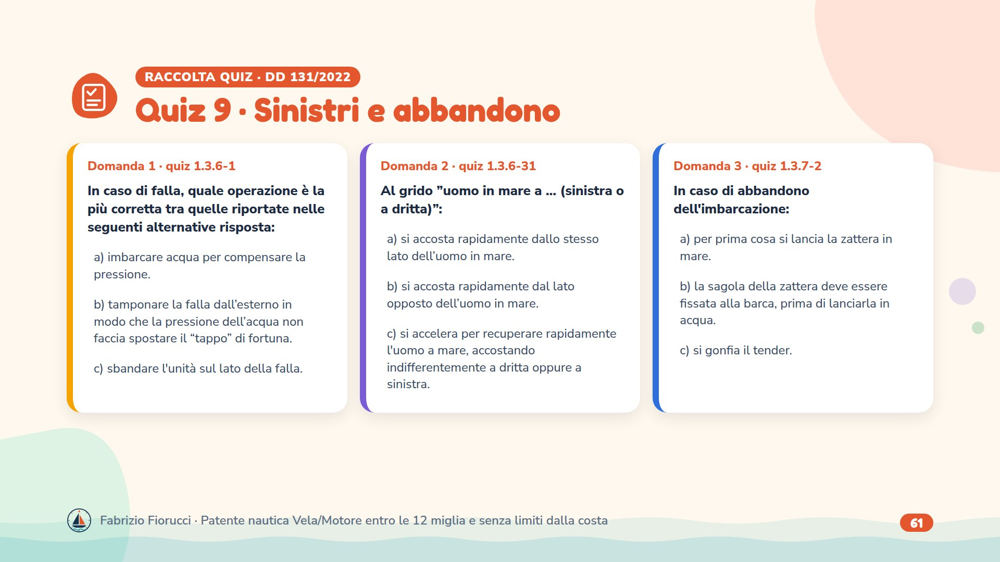 RACCOLTA QUIZ · DD 131/2022
Quiz 9 · Sinistri e abbandono
Domanda 1 · quiz 1.3.6-1
In caso di falla, quale operazione è la
più corretta tra quelle riportate nelle
seguenti alternative risposta:
a) imbarcare acqua per compensare la
pressione.
b) tamponare la falla dall’esterno in
modo che la pressione dell’acqua non
faccia spostare il “tappo” di fortuna.
c) sbandare l'unità sul lato della falla.
Domanda 2 · quiz 1.3.6-31
Al grido ”uomo in mare a ... (sinistra o
a dritta)”:
a) si accosta rapidamente dallo stesso
lato dell’uomo in mare.
b) si accosta rapidamente dal lato
opposto dell’uomo in mare.
c) si accelera per recuperare rapidamente
l'uomo a mare, accostando
indifferentemente a dritta oppure a
sinistra.
Domanda 3 · quiz 1.3.7-2
In caso di abbandono
dell'imbarcazione:
a) per prima cosa si lancia la zattera in
mare.
b) la sagola della zattera deve essere
fissata alla barca, prima di lanciarla in
acqua.
c) si gonfia il tender.
Fabrizio Fiorucci · Patente nautica Vela/Motore entro le 12 miglia e senza limiti dalla costa
61